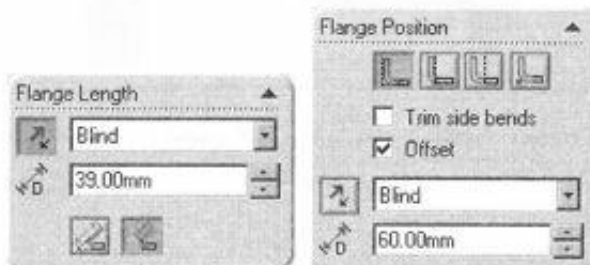 Flange Length
Blind
D
39.00mm
Flange Position
Trim side bends
Offset
Blind
D
60.00mm